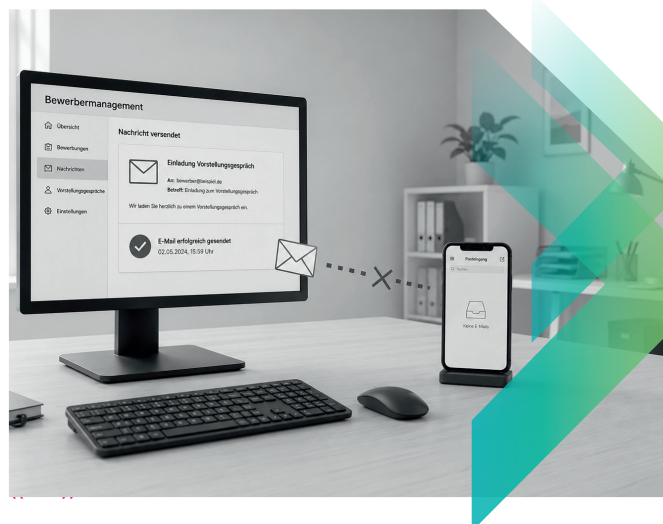 Bewerbermanagement
Übersicht
Bewerbungen
Nachrichten
Vorstellungsgespräche
Einstellungen
Nachricht versendet
Einladung Vorstellungsgespräch
An: bewerber@beispiel.de
Betreff: Einladung zum Vorstellungsgespräch
Wir laden Sie herzlich zu einem Vorstellungsgespräch ein.
E-Mail erfolgreich gesendet
02.05.2024, 15:59 Uhr
Posteingang
Suchen
Keine E-Mails